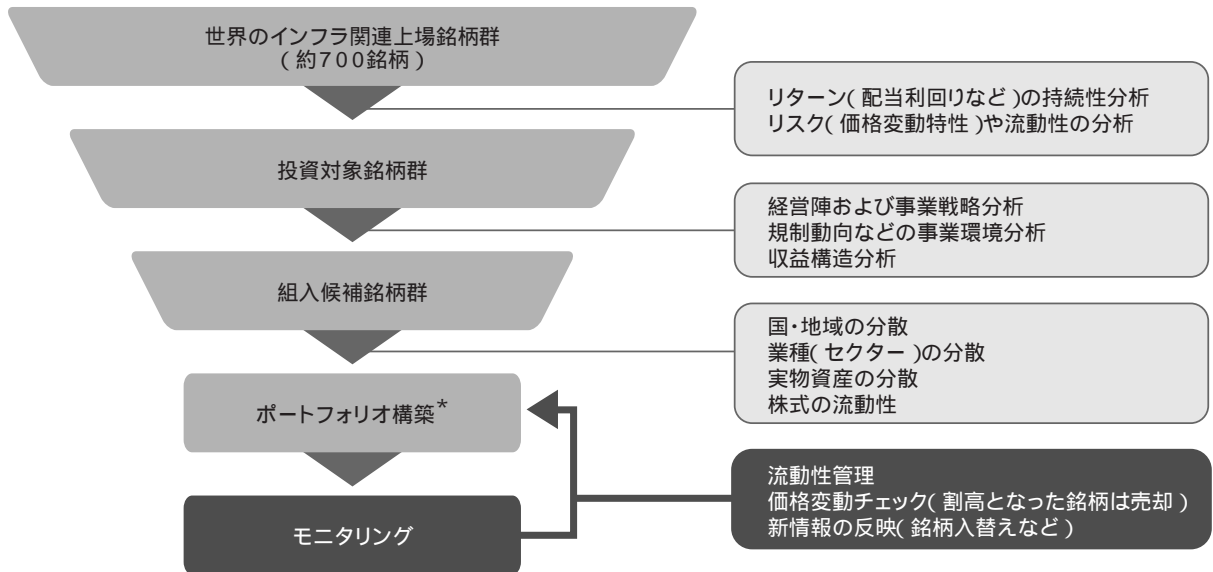 世界のインフラ関連上場銘柄群
(約700銘柄)
リターン(配当利回りなど)の持続性分析
リスク(価格変動特性)や流動性の分析
投資対象銘柄群
経営陣および事業戦略分析
規制動向などの事業環境分析
収益構造分析
組入候補銘柄群
国・地域の分散
業種(セクター)の分散
実物資産の分散
株式の流動性
ポートフォリオ構築*
流動性管理
価格変動チェック(割高となった銘柄は売却)
新情報の反映(銘柄入替えなど)
モニタリング